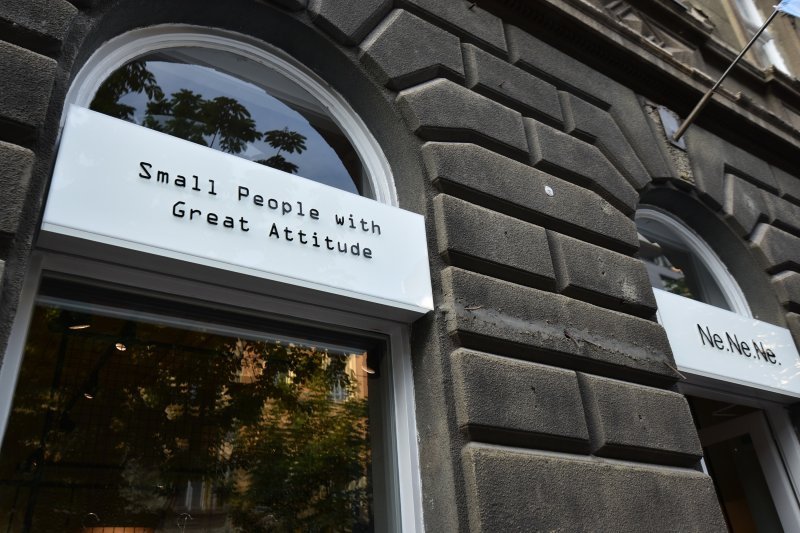 Small People with
Great Attitude
Ne.Ne.Ne.